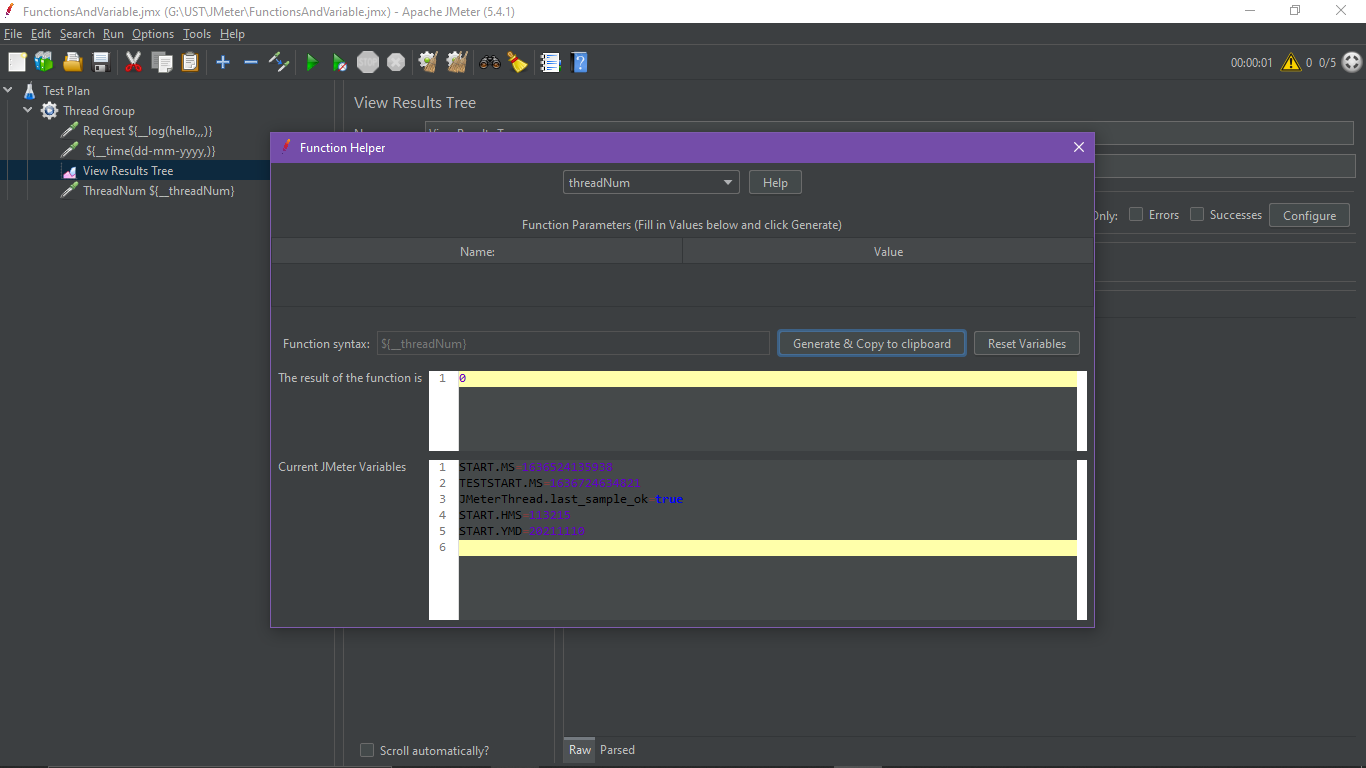 FunctionsAndVariable.jmx (G:\UST\JMeter\FunctionsAndVariable.jmx) - Apache JMeter (5.4.1)
File Edit Search Run Options Tools Help
STOP
00:00:01 0 0/5
Test Plan
Thread Group
Request ${__log(hello,,,)}
${__time(dd-mm-yyyy,)}
View Results Tree
ThreadNum ${__threadNum}
View Results Tree
Only: Errors Successes Configure
Function Helper
threadNum Help
Function Parameters (Fill in Values below and click Generate)
Name: Value
Function syntax: ${__threadNum} Generate & Copy to clipboard Reset Variables
The result of the function is 1 0
Current JMeter Variables
1 START.MS=1636524135938
2 TESTSTART.MS=1636724634821
3 JMeterThread.last_sample_ok=true
4 START.HMS=113215
5 START.YMD=20211110
6
Scroll automatically?
Raw Parsed